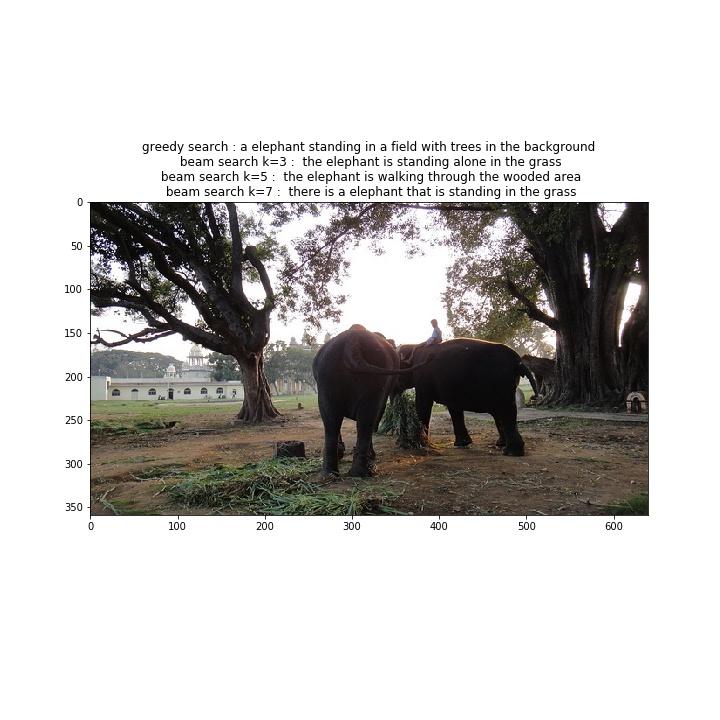 greedy search : a elephant standing in a field with trees in the background
beam search k=3 :  the elephant is standing alone in the grass
beam search k=5 :  the elephant is walking through the wooded area
beam search k=7 :  there is a elephant that is standing in the grass
0
50
100
150
200
250
300
350
0 100 200 300 400 500 600